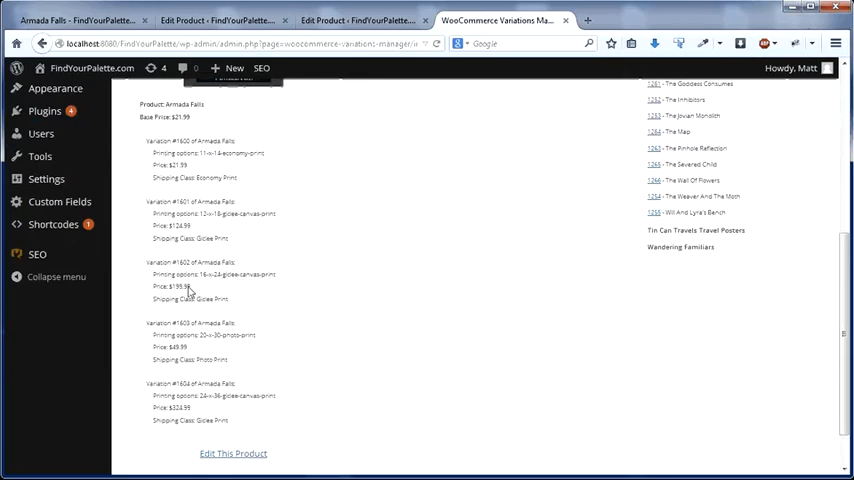 Armada Falls - FindYourPalette.c...
Edit Product ‹ FindYourPalette....
Edit Product ‹ FindYourPalette....
WooCommerce Variations Ma...
localhost:8080/FindYourPalette/wp-admin/admin.php?page=woocommerce-variations-manager/i
Google
FindYourPalette.com
4
0
New
SEO
Howdy, Matt
Appearance
Plugins 4
Users
Tools
Settings
Custom Fields
Shortcodes 1
SEO
Collapse menu
Product: Armada Falls
Base Price: $21.99
Variation #1600 of Armada Falls:
Printing options: 11-x-14-economy-print
Price: $21.99
Shipping Class: Economy Print
Variation #1601 of Armada Falls:
Printing options: 12-x-18-giclee-canvas-print
Price: $124.99
Shipping Class: Giclee Print
Variation #1602 of Armada Falls:
Printing options: 16-x-24-giclee-canvas-print
Price: $199.99
Shipping Class: Giclee Print
Variation #1603 of Armada Falls:
Printing options: 20-x-30-photo-print
Price: $49.99
Shipping Class: Photo Print
Variation #1604 of Armada Falls:
Printing options: 24-x-36-giclee-canvas-print
Price: $324.99
Shipping Class: Giclee Print
Edit This Product
1261 - The Goddess Consumes
1262 - The Inhibitors
1253 - The Jovian Monolith
1264 - The Map
1263 - The Pinhole Reflection
1265 - The Severed Child
1266 - The Wall Of Flowers
1254 - The Weaver And The Moth
1255 - Will And Lyra's Bench
Tin Can Travels Travel Posters
Wandering Familiars